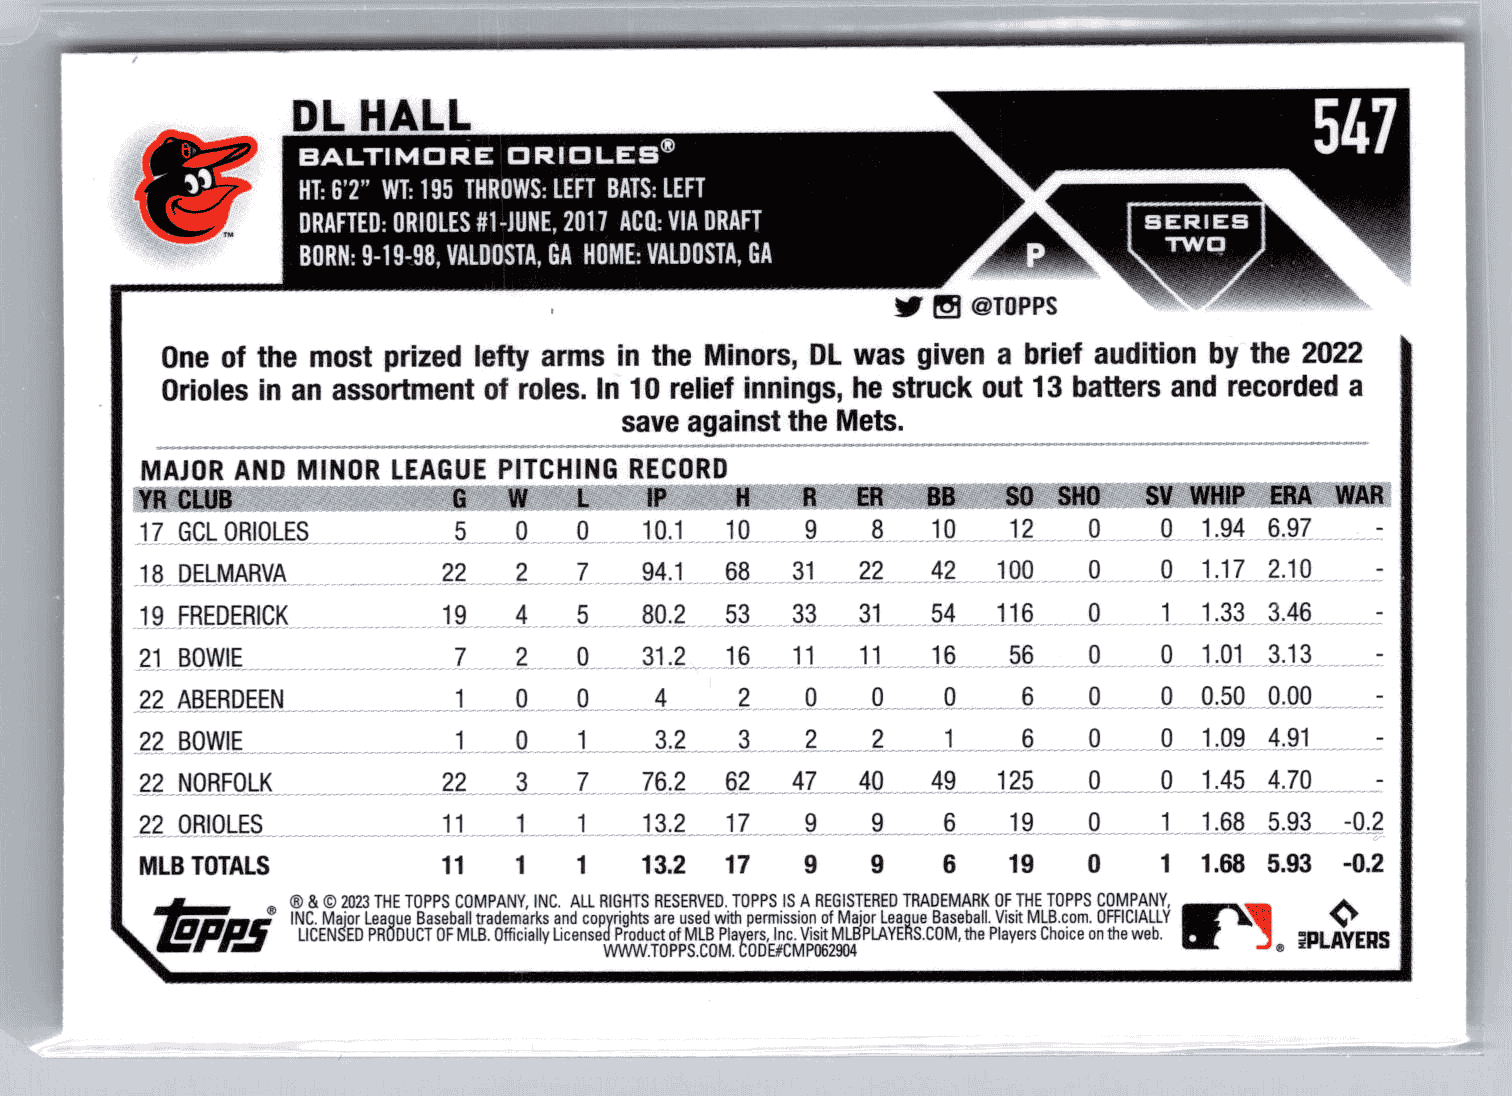 DL HALL
547
BALTIMORE ORIOLES®
HT: 6'2" WT: 195 THROWS: LEFT BATS: LEFT
DRAFTED: ORIOLES #1-JUNE, 2017 ACQ: VIA DRAFT
BORN: 9-19-98, VALDOSTA, GA HOME: VALDOSTA, GA
P
SERIES
TWO
™
@TOPPS
One of the most prized lefty arms in the Minors, DL was given a brief audition by the 2022
Orioles in an assortment of roles. In 10 relief innings, he struck out 13 batters and recorded a
save against the Mets.
MAJOR AND MINOR LEAGUE PITCHING RECORD
YR CLUB G W L IP H R ER BB SO SHO SV WHIP ERA WAR
17 GCL ORIOLES 5 0 0 10.1 10 9 8 10 12 0 0 1.94 6.97 -
18 DELMARVA 22 2 7 94.1 68 31 22 42 100 0 0 1.17 2.10 -
19 FREDERICK 19 4 5 80.2 53 33 31 54 116 0 1 1.33 3.46 -
21 BOWIE 7 2 0 31.2 16 11 11 16 56 0 0 1.01 3.13 -
22 ABERDEEN 1 0 0 4 2 0 0 0 6 0 0 0.50 0.00 -
22 BOWIE 1 0 1 3.2 3 2 2 1 6 0 0 1.09 4.91 -
22 NORFOLK 22 3 7 76.2 62 47 40 49 125 0 0 1.45 4.70 -
22 ORIOLES 11 1 1 13.2 17 9 9 6 19 0 1 1.68 5.93 -0.2
MLB TOTALS 11 1 1 13.2 17 9 9 6 19 0 1 1.68 5.93 -0.2
topps®
® & © 2023 THE TOPPS COMPANY, INC. ALL RIGHTS RESERVED. TOPPS IS A REGISTERED TRADEMARK OF THE TOPPS COMPANY,
INC. Major League Baseball trademarks and copyrights are used with permission of Major League Baseball. Visit MLB.com. OFFICIALLY
LICENSED PRODUCT OF MLB. Officially Licensed Product of MLB Players, Inc. Visit MLBPLAYERS.COM, the Players Choice on the web.
WWW.TOPPS.COM. CODE#CMP062904
®
MLB PLAYERS